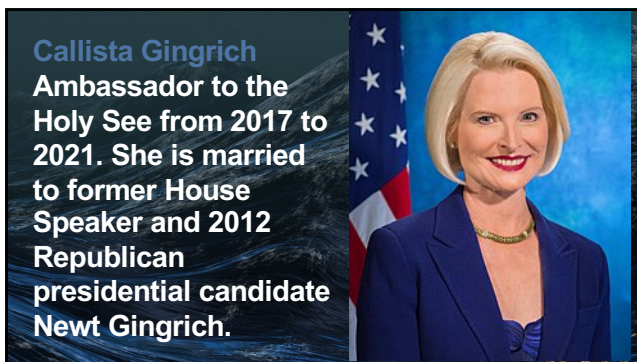 Callista Gingrich
Ambassador to the
Holy See from 2017 to
2021. She is married
to former House
Speaker and 2012
Republican
presidential candidate
Newt Gingrich.